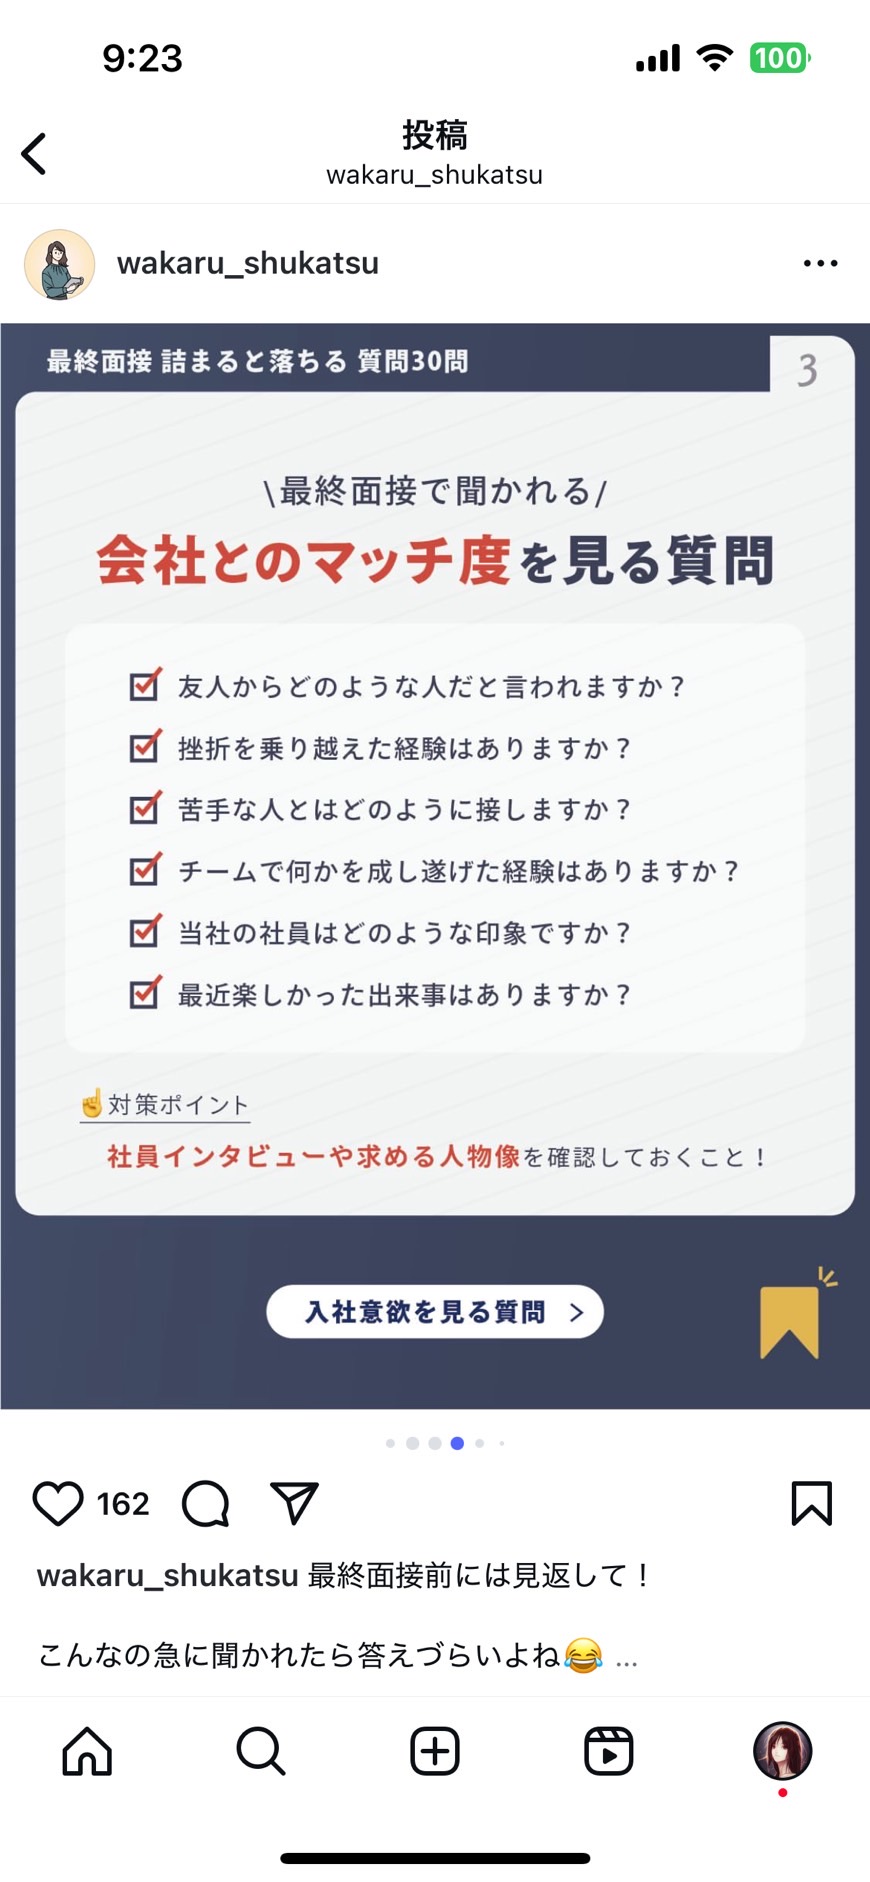 9:23
100
投稿
wakaru_shukatsu
wakaru_shukatsu
最終面接 詰まると落ちる 質問30問
3
\最終面接で聞かれる/
会社とのマッチ度を見る質問
友人からどのような人だと言われますか？
挫折を乗り越えた経験はありますか？
苦手な人とはどのように接しますか？
チームで何かを成し遂げた経験はありますか？
当社の社員はどのような印象ですか？
最近楽しかった出来事はありますか？
☝️対策ポイント
社員インタビューや求める人物像を確認しておくこと！
入社意欲を見る質問 >
162
wakaru_shukatsu 最終面接前には見返して！
こんなの急に聞かれたら答えづらいよね😂 ...